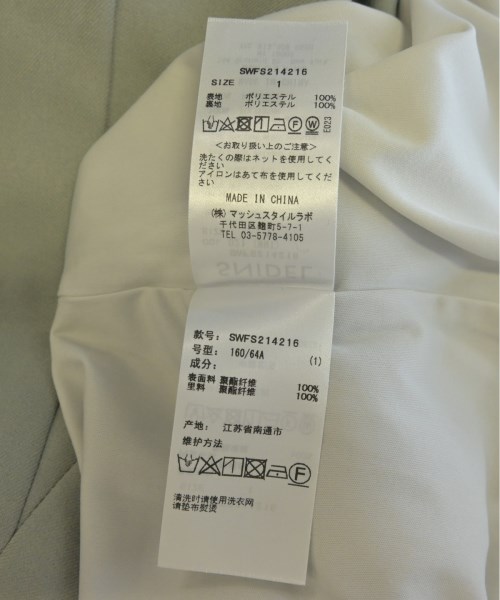 SWFS214216
SIZE 1
表地 ポリエステル 100%
裏地 ポリエステル 100%
F W E023
<お取り扱い上のご注意>
洗たくの際はネットを使用してくだ
さい
アイロンはあて布を使用してくださ
い
MADE IN CHINA
(株)マッシュスタイルラボ
千代田区麹町5-7-1
TEL 03-5778-4105
SNIDEL
款号: SWFS214216
号型: 160/64A (1)
成分:
表面料 聚酯纤维 100%
里料 聚酯纤维 100%
产地: 江苏省南通市
维护方法
F
清洗时请使用洗衣网
请垫布熨烫